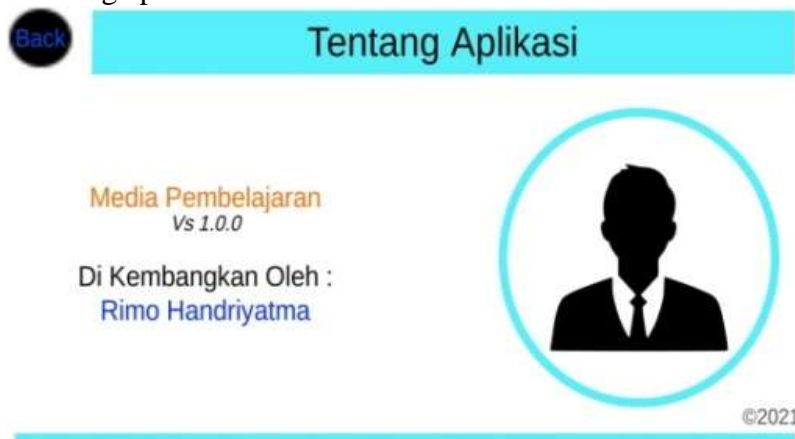 Back
Tentang Aplikasi
Media Pembelajaran
Vs 1.0.0
Di Kembangkan Oleh :
Rimo Handriyatma
©2021